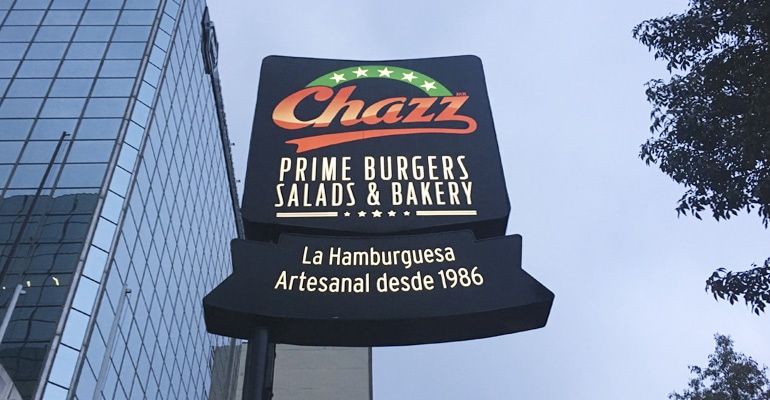 Chazz
PRIME BURGERS
SALADS & BAKERY
La Hamburguesa
Artesanal desde 1986